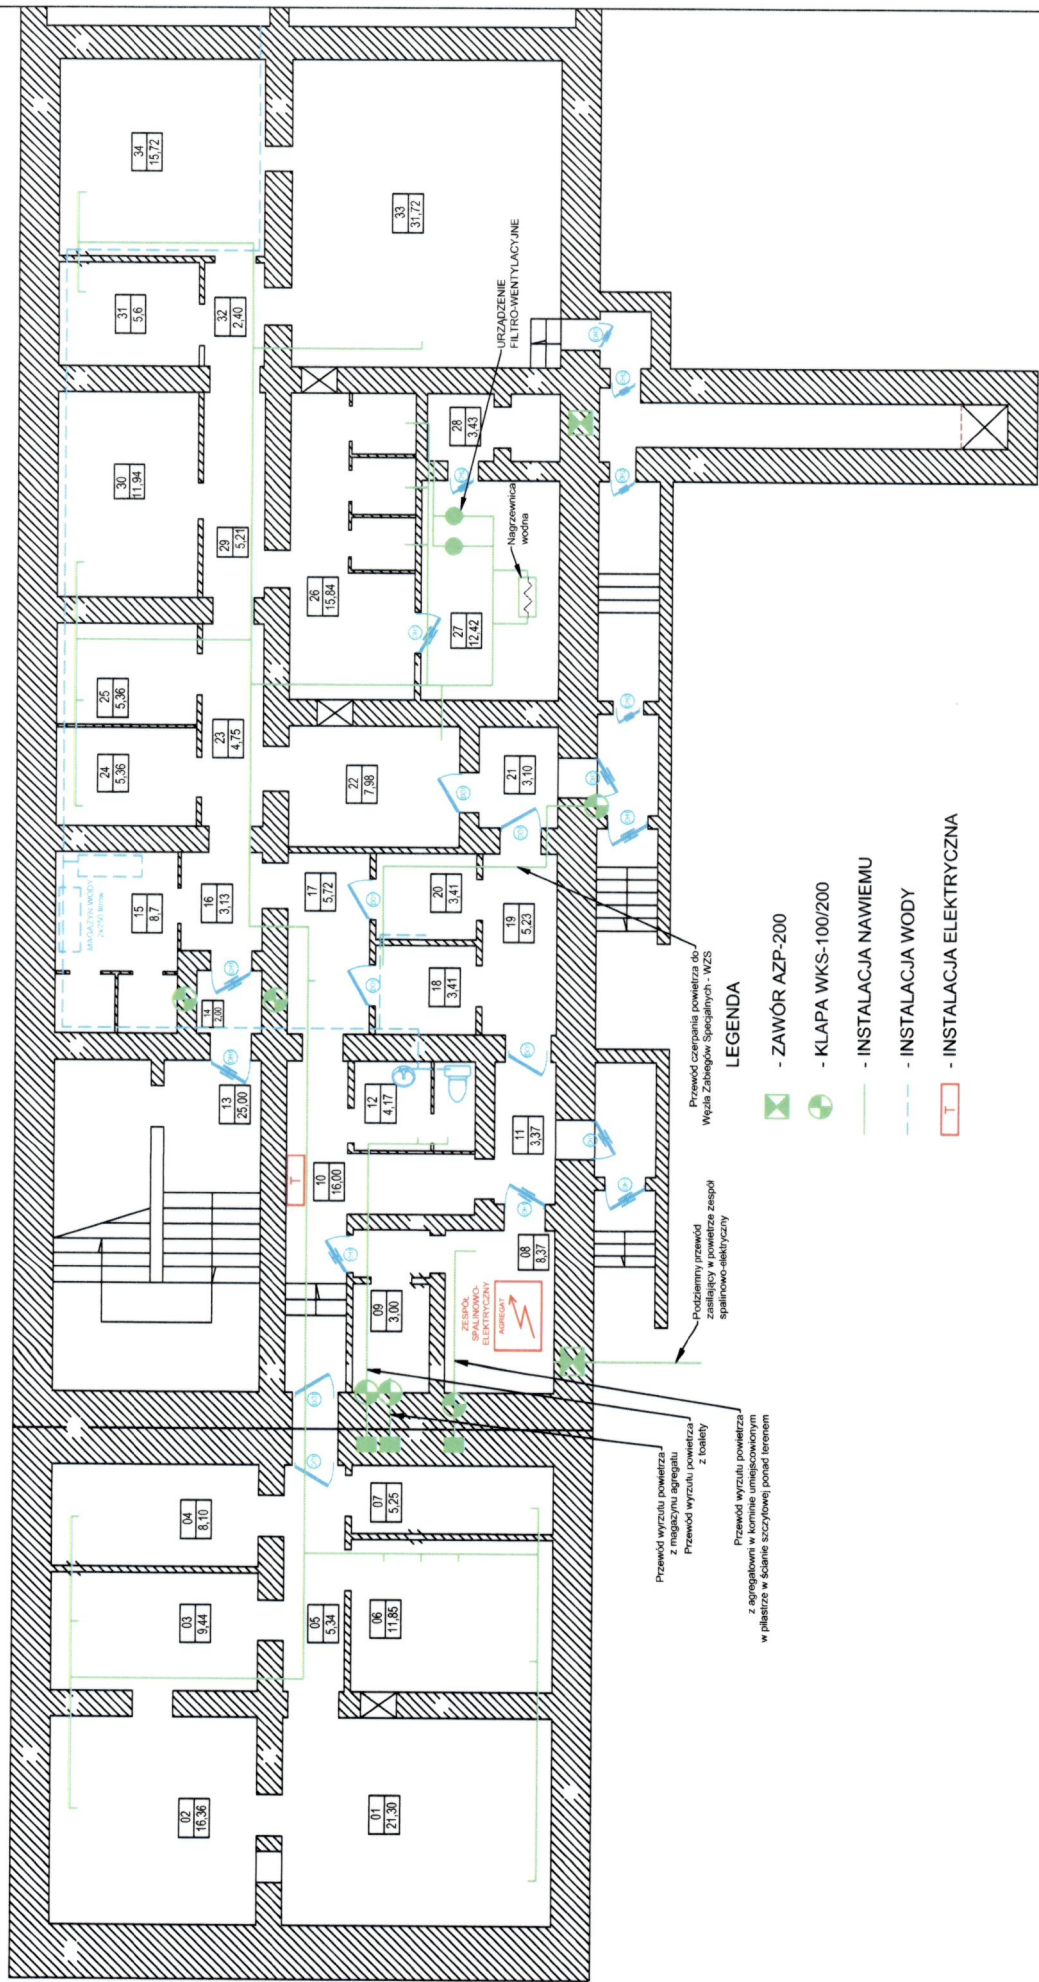 01
21,30
02
16,36
03
9,44
04
8,10
05
5,34
06
11,85
07
5,25
08
8,37
09
3,00
10
16,00
11
3,37
12
4,17
13
25,00
14
2,00
15
8,7
16
3,13
17
5,72
18
3,41
19
5,23
20
3,41
21
3,10
22
7,98
23
4,75
24
5,36
25
5,36
26
15,84
27
12,42
28
3,43
29
5,21
30
11,94
31
5,6
32
2,40
33
31,72
34
15,72
MAGAZYN WODY
T
ZESPÓŁ
SPALINOWO-
ELEKTRYCZNY
AGREGAT
URZĄDZENIE
FILTRO-WENTYLACYJNE
Nagrzewnica
wodna
Przewód wyrzutu powietrza
z magazynu agregatu
Przewód wyrzutu powietrza
z toalety
Przewód wyrzutu powietrza
z agregatowni w kominie umiejscowionym
w pilastrze w ścianie szczytowej ponad terenem
Podziemny przewód
zasilający w powietrze zespół
spalinowo-elektryczny
Przewód czerpania powietrza do
Węzła Zabiegów Specjalnych - WZS
LEGENDA
- ZAWÓR AZP-200
- KLAPA WKS-100/200
- INSTALACJA NAWIEMU
- INSTALACJA WODY
T - INSTALACJA ELEKTRYCZNA